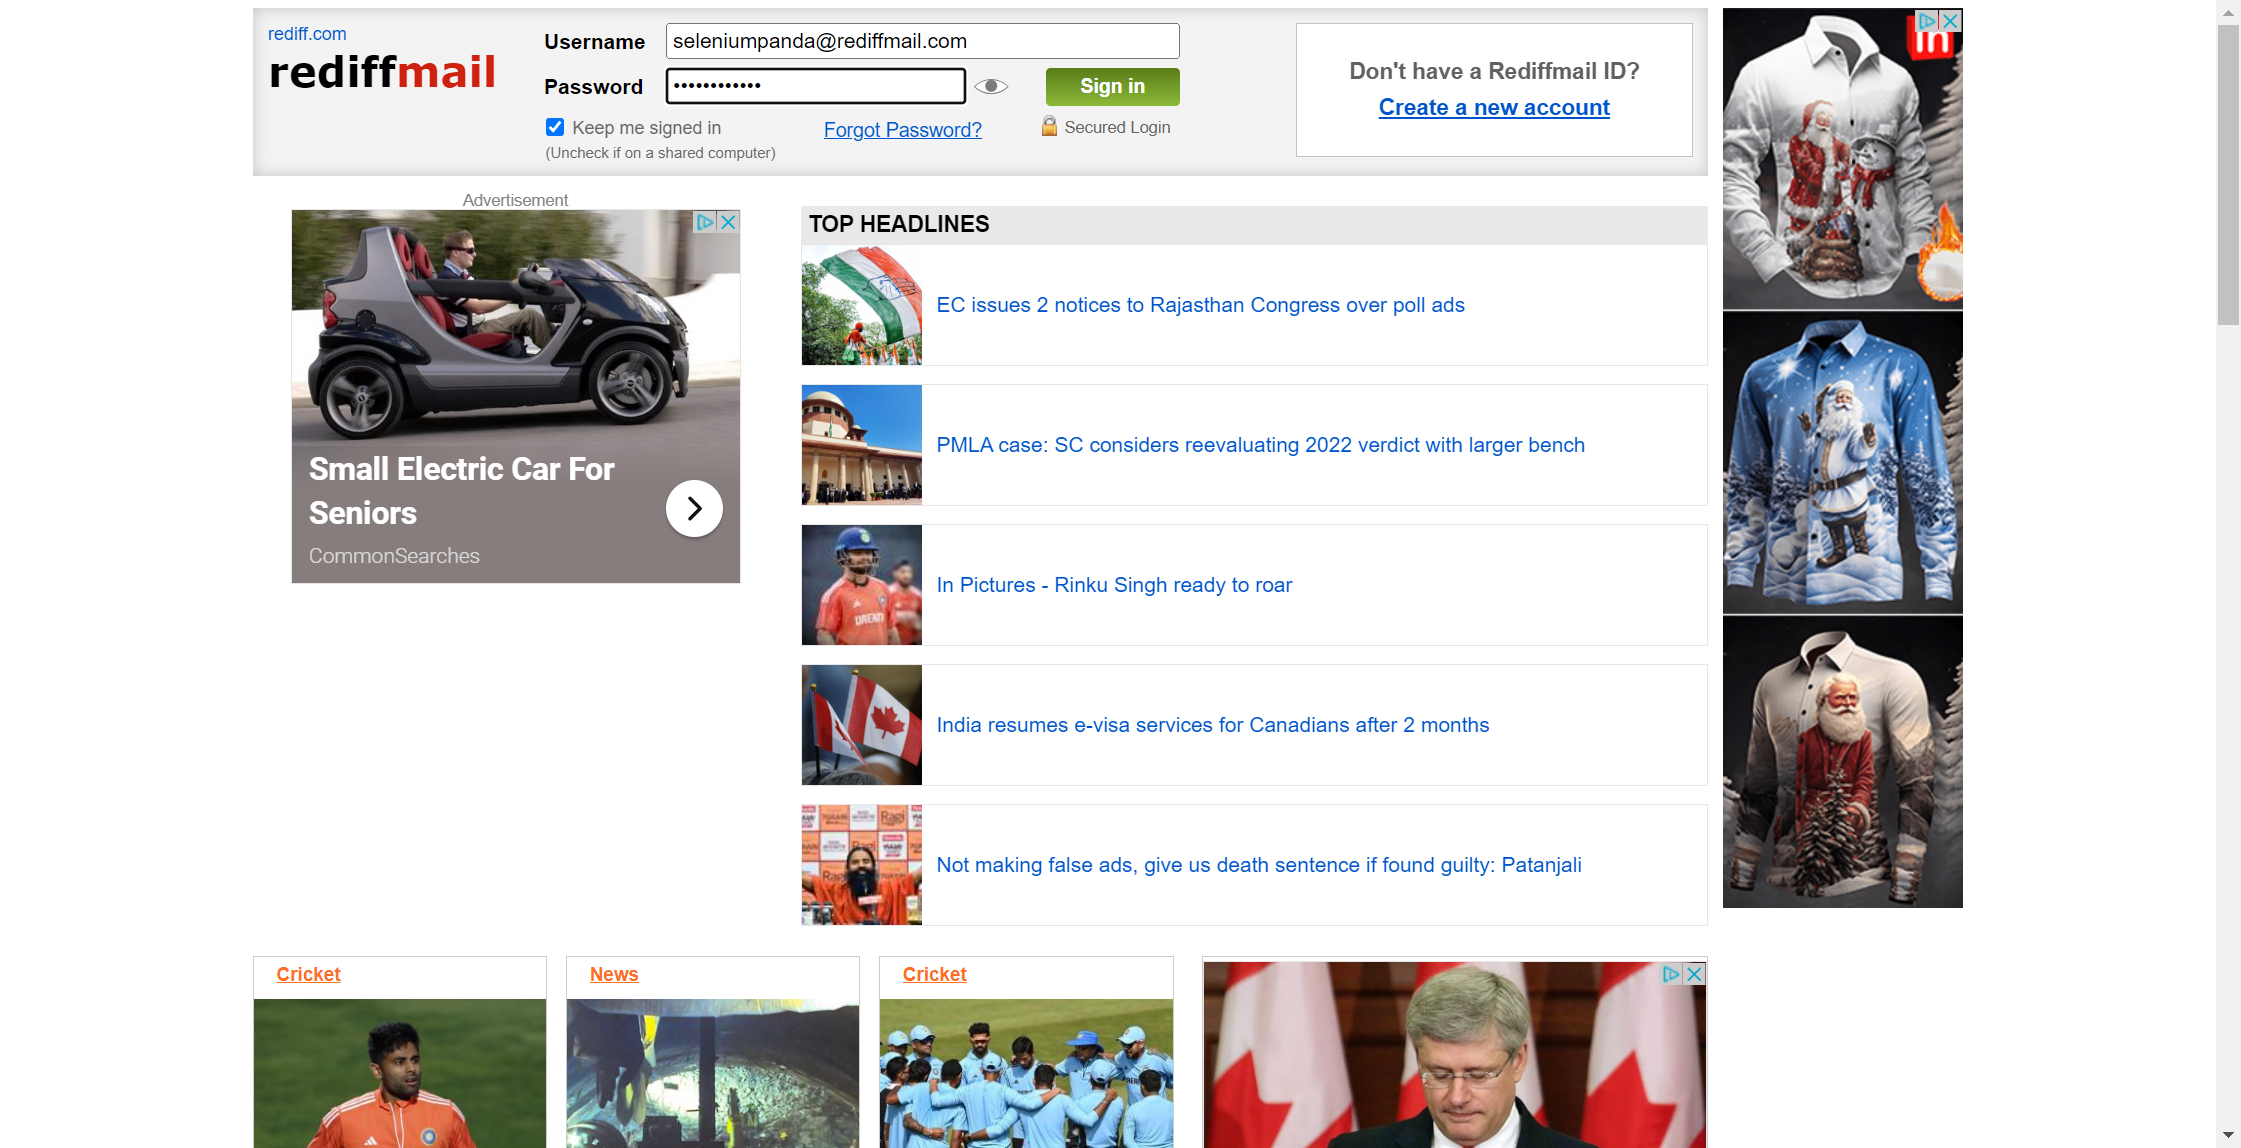 rediff.com
rediffmail
Username
seleniumpanda@rediffmail.com
Password
••••••••••••
Sign in
Keep me signed in
(Uncheck if on a shared computer)
Forgot Password?
Secured Login
Don't have a Rediffmail ID?
Create a new account
Advertisement
Small Electric Car For
Seniors
CommonSearches
TOP HEADLINES
EC issues 2 notices to Rajasthan Congress over poll ads
PMLA case: SC considers reevaluating 2022 verdict with larger bench
In Pictures - Rinku Singh ready to roar
India resumes e-visa services for Canadians after 2 months
Not making false ads, give us death sentence if found guilty: Patanjali
Cricket
News
Cricket